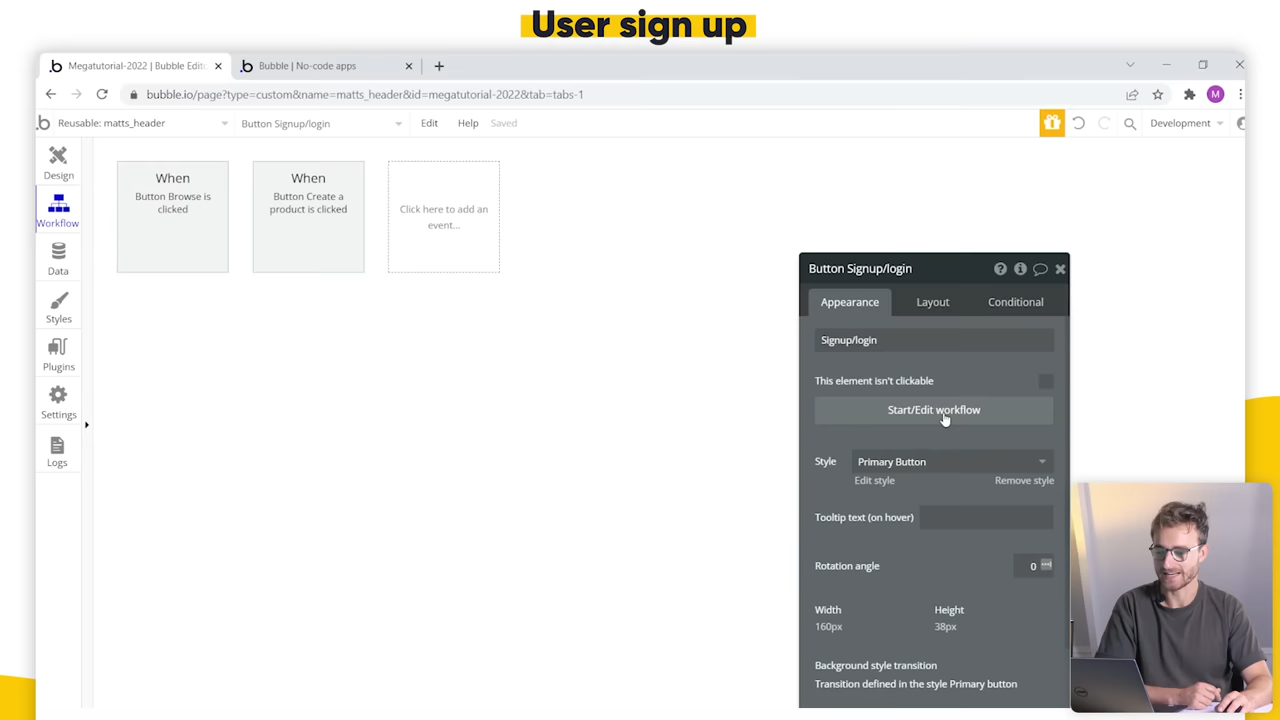 User sign up
Megatutorial-2022 | Bubble Edit
Bubble | No-code apps
bubble.io/page?type=custom&name=matts_header&id=megatutorial-2022&tab=tabs-1
M
Reusable: matts_header
Button Signup/login
Edit
Help
Saved
Development
Design
Workflow
Data
Styles
Plugins
Settings
Logs
When
Button Browse is
clicked
When
Button Create a
product is clicked
Click here to add an
event...
Button Signup/login
Appearance
Layout
Conditional
Signup/login
This element isn't clickable
Start/Edit workflow
Style
Primary Button
Edit style
Remove style
Tooltip text (on hover)
Rotation angle
0
Width
Height
160px
38px
Background style transition
Transition defined in the style Primary button